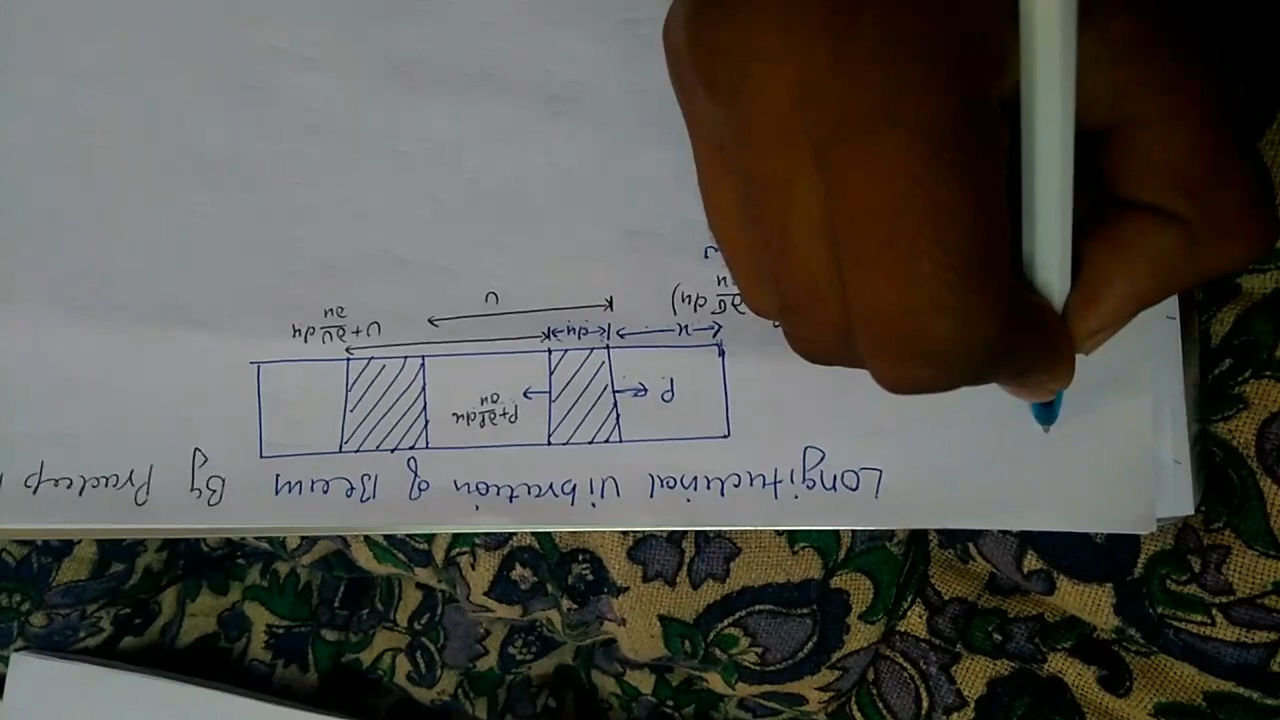 Longitudinal Vibration of Beam By Pradeep
P
P+∂P/∂x dx
x
dx
U+∂U/∂x dx
U